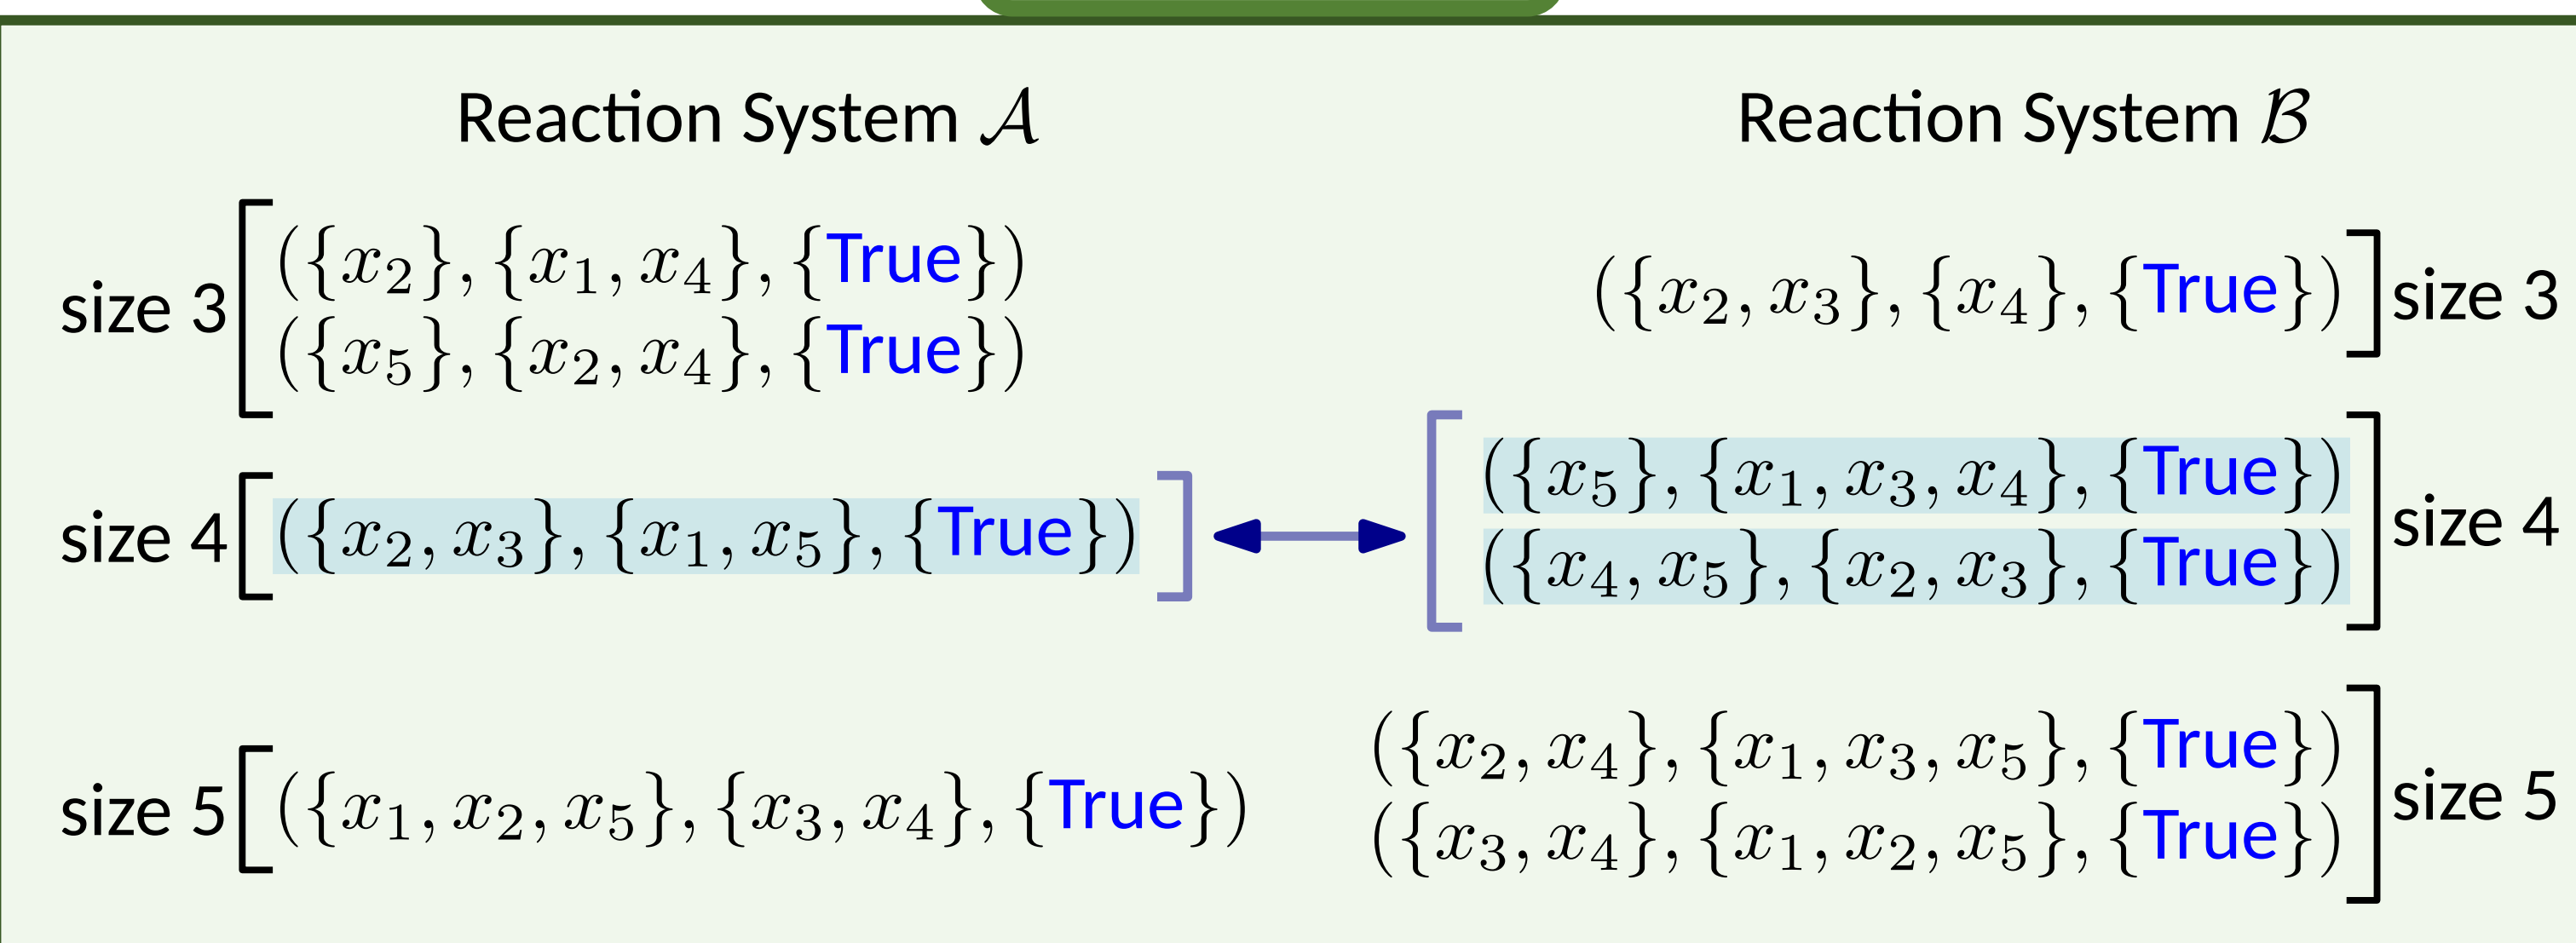 Reaction System 𝒜
Reaction System ℬ
size 3
({x₂}, {x₁, x₄}, {True})
({x₅}, {x₂, x₄}, {True})
({x₂, x₃}, {x₄}, {True})
size 3
size 4
({x₂, x₃}, {x₁, x₅}, {True})
({x₅}, {x₁, x₃, x₄}, {True})
({x₄, x₅}, {x₂, x₃}, {True})
size 4
size 5
({x₁, x₂, x₅}, {x₃, x₄}, {True})
({x₂, x₄}, {x₁, x₃, x₅}, {True})
({x₃, x₄}, {x₁, x₂, x₅}, {True})
size 5